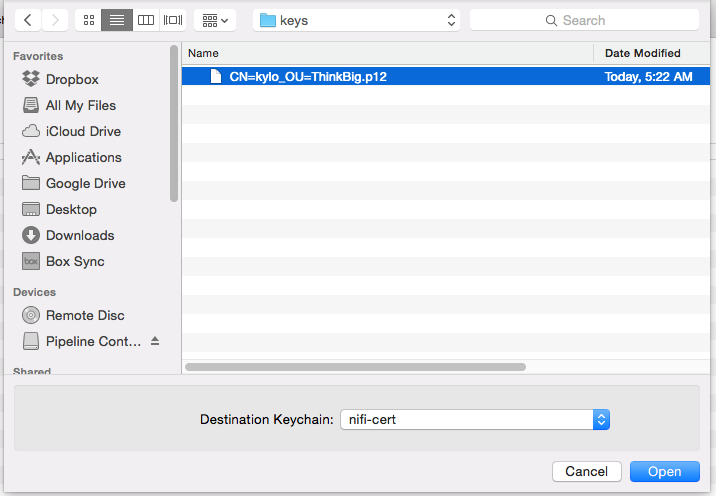 keys
Search
Favorites
Dropbox
All My Files
iCloud Drive
Applications
Google Drive
Desktop
Downloads
box
Box Sync
Devices
Remote Disc
Pipeline Cont...
Shared
Name
Date Modified
CN=kylo_OU=ThinkBig.p12
Today, 5:22 AM
Destination Keychain:
nifi-cert
Cancel
Open